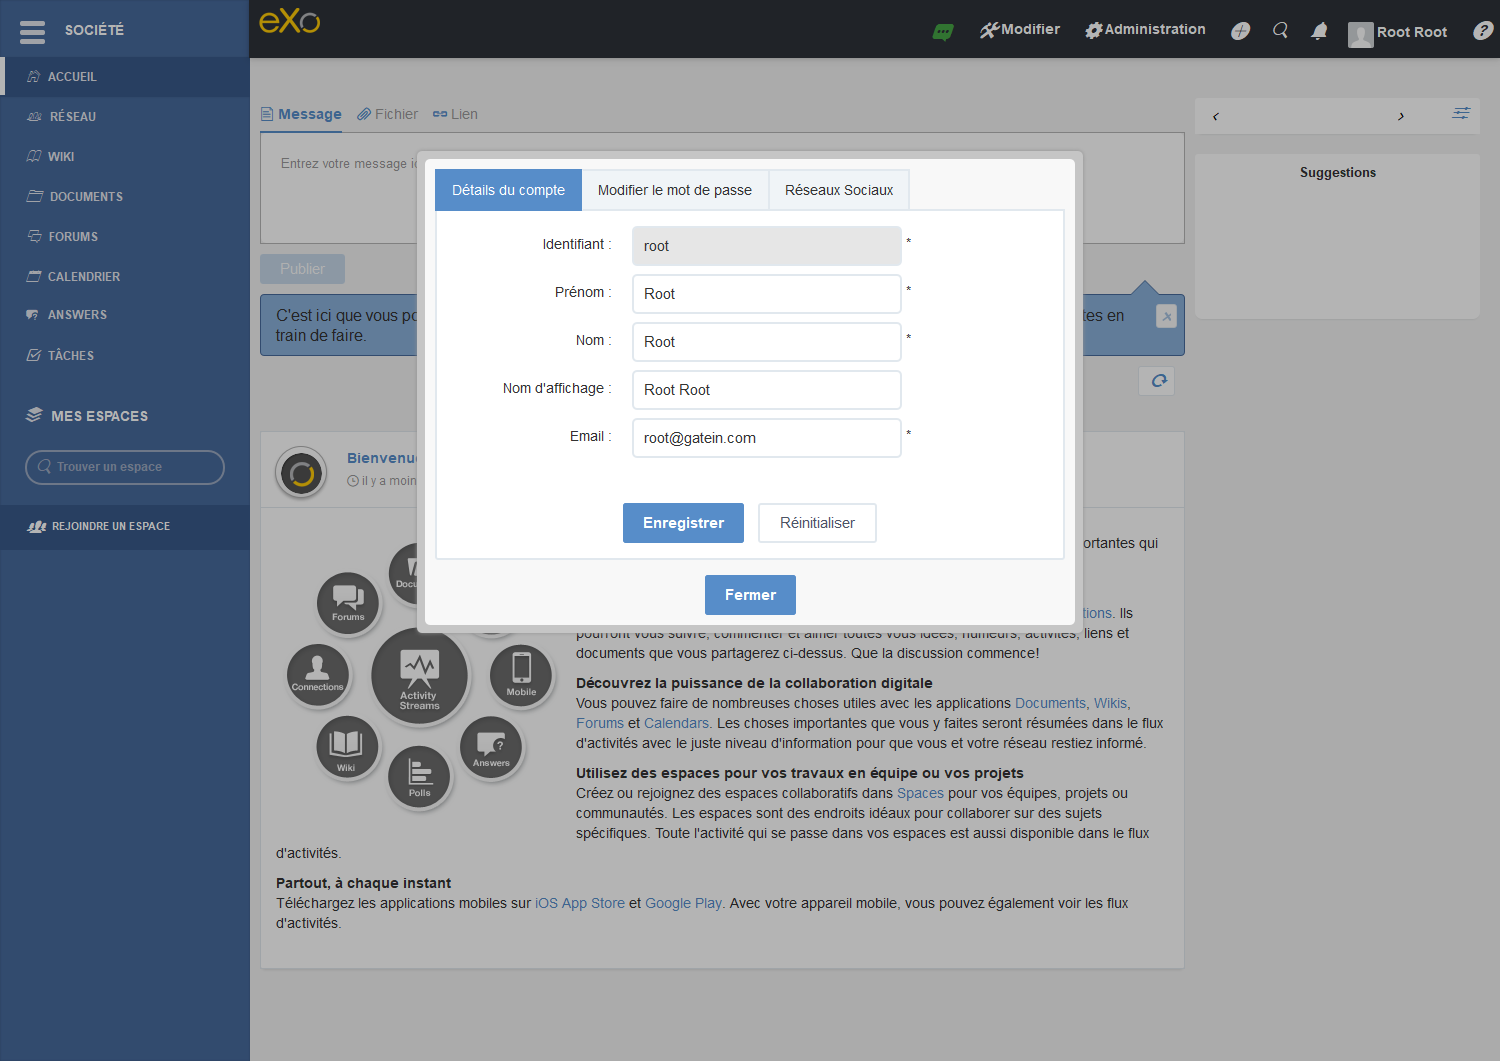 SOCIÉTÉ
eXo
Modifier
Administration
Root Root
?
ACCUEIL
RÉSEAU
WIKI
DOCUMENTS
FORUMS
CALENDRIER
ANSWERS
TÂCHES
MES ESPACES
Trouver un espace
REJOINDRE UN ESPACE
Message
Fichier
Lien
Entrez votre message
Publier
C'est ici que vous
tes en
train de faire.
Suggestions
Détails du compte
Modifier le mot de passe
Réseaux Sociaux
Identifiant :
root
*
Prénom :
Root
*
Nom :
Root
*
Nom d'affichage :
Root Root
Email :
root@gatein.com
*
Enregistrer
Réinitialiser
Fermer
Bienvenu
il y a moin
Docu
Forums
Connections
Activity
Streams
Mobile
Wiki
Answers
Polls
ortantes qui
tions. Ils
pourront vous suivre, commenter et aimer toutes vous idées, humeurs, activités, liens et
documents que vous partagerez ci-dessus. Que la discussion commence!
Découvrez la puissance de la collaboration digitale
Vous pouvez faire de nombreuses choses utiles avec les applications Documents, Wikis,
Forums et Calendars. Les choses importantes que vous y faites seront résumées dans le flux
d'activités avec le juste niveau d'information pour que vous et votre réseau restiez informé.
Utilisez des espaces pour vos travaux en équipe ou vos projets
Créez ou rejoignez des espaces collaboratifs dans Spaces pour vos équipes, projets ou
communautés. Les espaces sont des endroits idéaux pour collaborer sur des sujets
spécifiques. Toute l'activité qui se passe dans vos espaces est aussi disponible dans le flux
d'activités.
Partout, à chaque instant
Téléchargez les applications mobiles sur iOS App Store et Google Play. Avec votre appareil mobile, vous pouvez également voir les flux
d'activités.